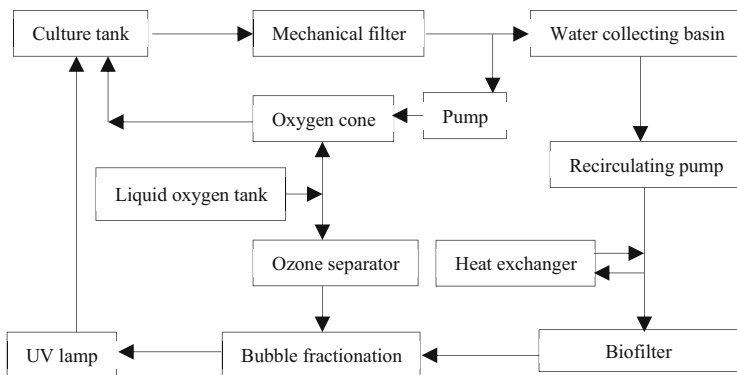 Culture tank
Mechanical filter
Water collecting basin
Oxygen cone
Pump
Recirculating pump
Liquid oxygen tank
Ozone separator
Heat exchanger
UV lamp
Bubble fractionation
Biofilter